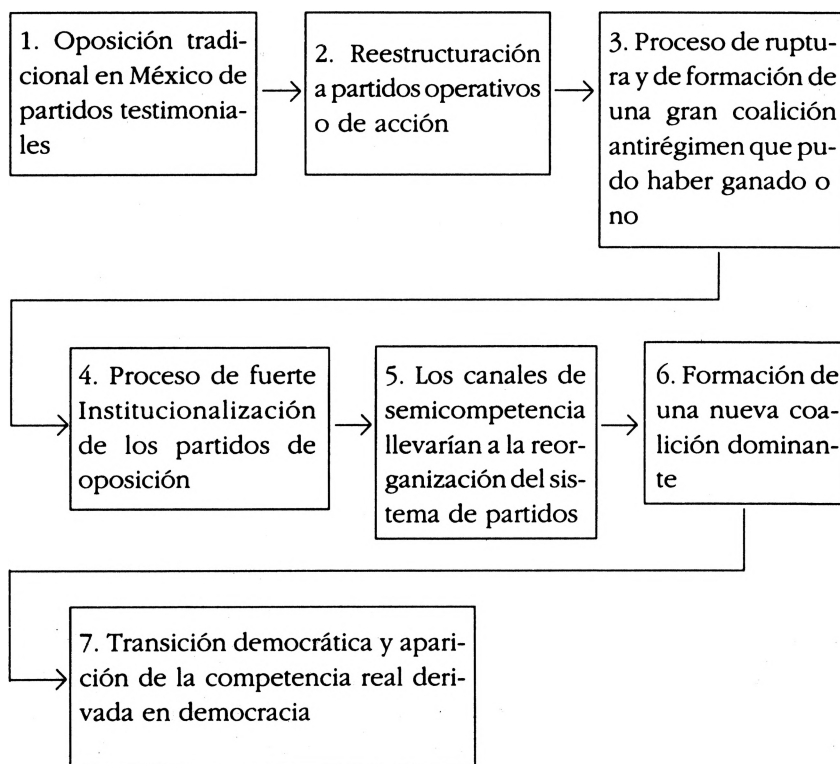 1. Oposición tradi-
cional en México de
partidos testimonia-
les
2. Reestructuración
a partidos operativos
o de acción
3. Proceso de ruptu-
ra y de formación de
una gran coalición
antirégimen que pu-
do haber ganado o
no
4. Proceso de fuerte
Institucionalización
de los partidos de
oposición
5. Los canales de
semicompetencia
llevarían a la reor-
ganización del sis-
tema de partidos
6. Formación de
una nueva coa-
lición dominan-
te
7. Transición democrática y apari-
ción de la competencia real deri-
vada en democracia